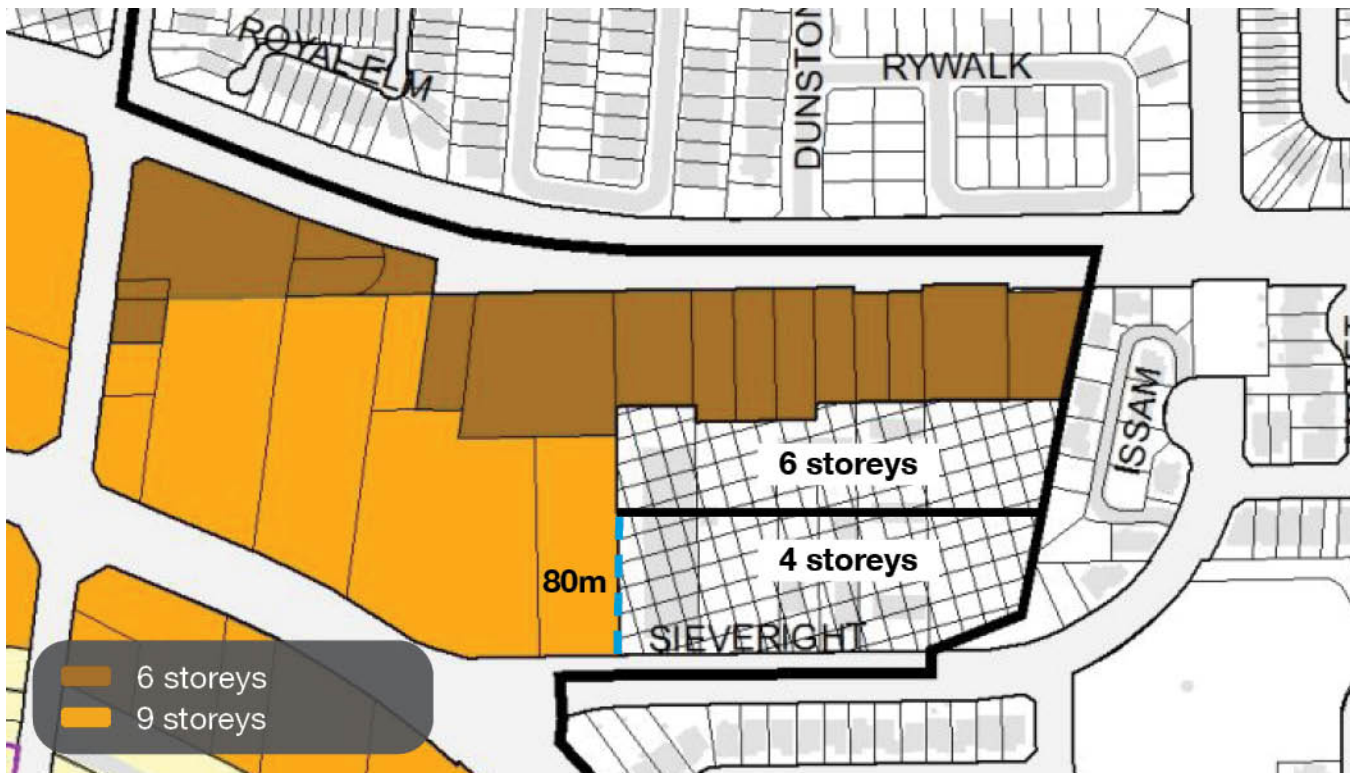 ROYAL ELM
DUNSTON
RYWALK
ISSAM
6 storeys
4 storeys
80m
SIEVERIGHT
6 storeys
9 storeys